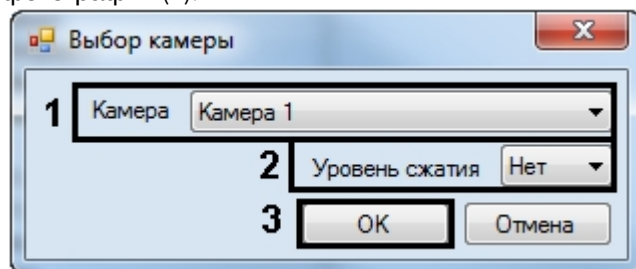 Выбор камеры
1 Камера Камера 1
2 Уровень сжатия Нет
3 OK Отмена